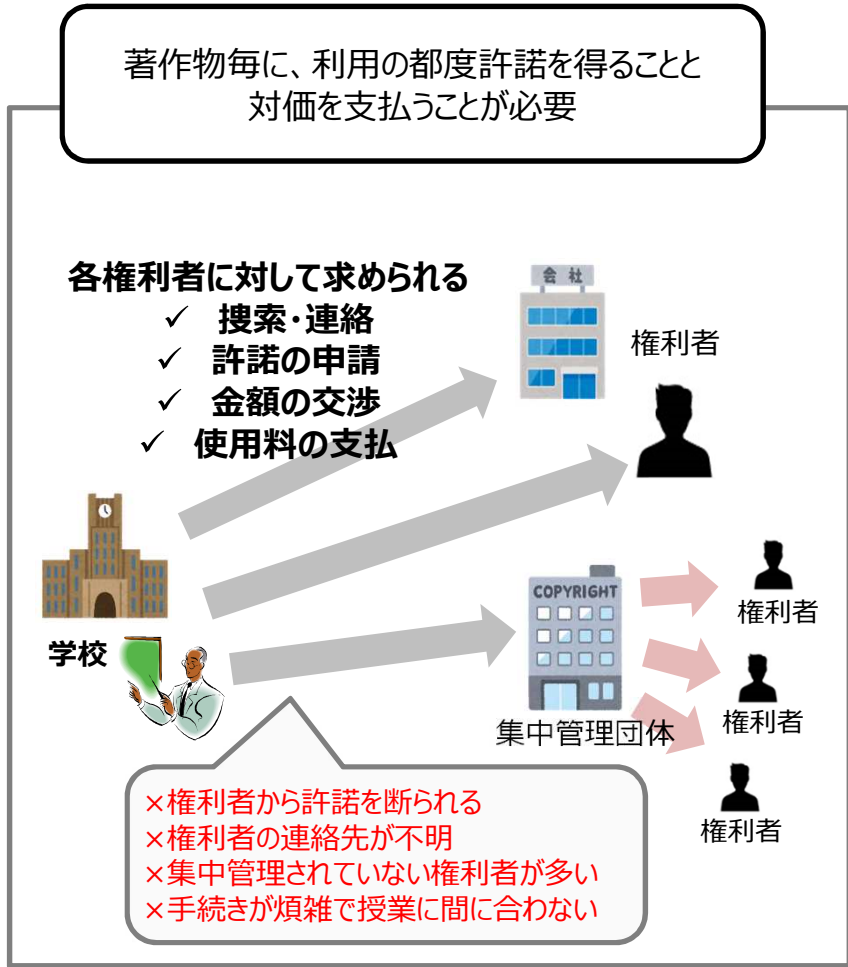 著作物毎に、利用の都度許諾を得ることと
対価を支払うことが必要
各権利者に対して求められる
✓ 捜索・連絡
✓ 許諾の申請
✓ 金額の交渉
✓ 使用料の支払
会社
権利者
学校
COPYRIGHT
集中管理団体
権利者
権利者
権利者
×権利者から許諾を断られる
×権利者の連絡先が不明
×集中管理されていない権利者が多い
×手続きが煩雑で授業に間に合わない